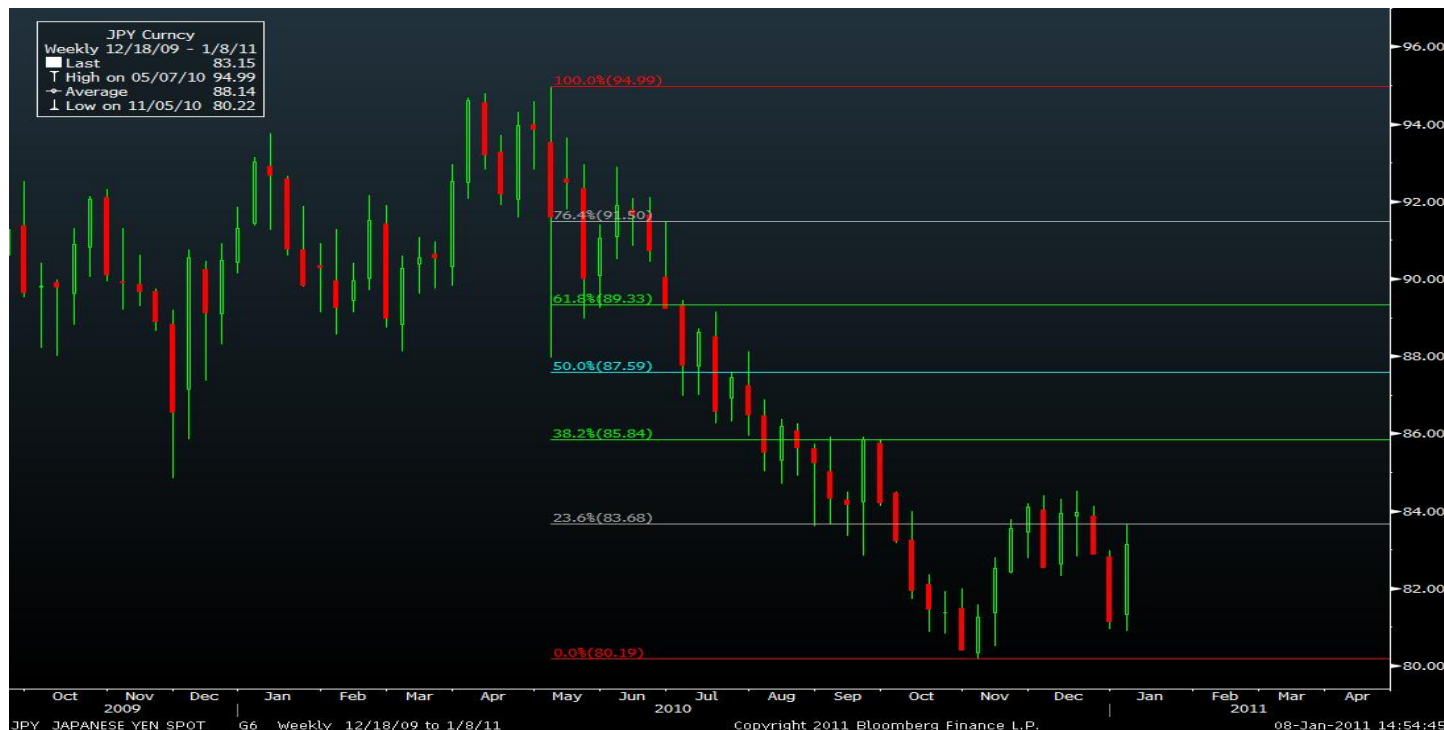 JPY Curncy
Weekly 12/18/09 - 1/8/11
Last 83.15
High on 05/07/10 94.99
Average 88.14
Low on 11/05/10 80.22
96.00
100.0%(94.99)
94.00
92.00
76.4%(91.50)
90.00
61.8%(89.33)
88.00
50.0%(87.59)
86.00
38.2%(85.84)
84.00
23.6%(83.68)
82.00
0.0%(80.19)
80.00
Oct Nov Dec Jan Feb Mar Apr May Jun Jul Aug Sep Oct Nov Dec Jan Feb Mar Apr
2009 2010 2011
JPY JAPANESE YEN SPOT G6 Weekly 12/18/09 to 1/8/11 Copyright 2011 Bloomberg Finance L.P. 08-Jan-2011 14:54:45